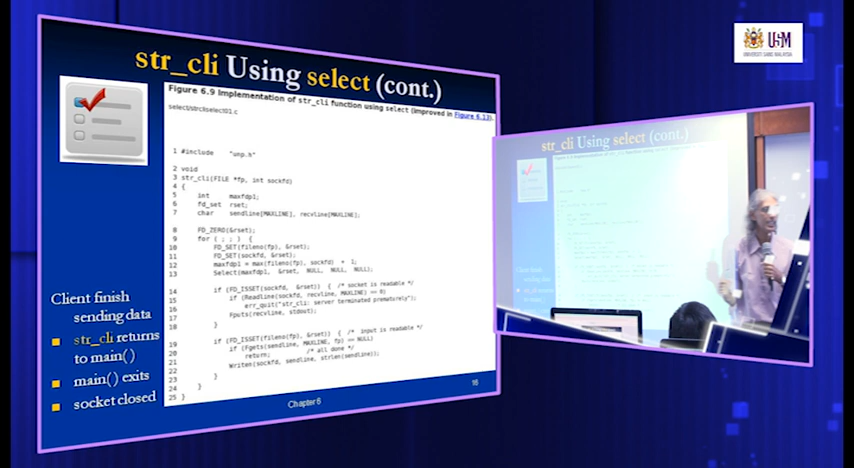 str_cli Using select (cont.)
Figure 6.9 Implementation of str_cli function using select (improved in Figure 6.13).
select/strcliselect01.c
1 #include "unp.h"
2 void
3 str_cli(FILE *fp, int sockfd)
4 {
5 int maxfdp1;
6 fd_set rset;
7 char sendline[MAXLINE], recvline[MAXLINE];
8 FD_ZERO(&rset);
9 for ( ; ; ) {
10 FD_SET(fileno(fp), &rset);
11 FD_SET(sockfd, &rset);
12 maxfdp1 = max(fileno(fp), sockfd) + 1;
13 Select(maxfdp1, &rset, NULL, NULL, NULL);
14 if (FD_ISSET(sockfd, &rset)) { /* socket is readable */
15 if (Readline(sockfd, recvline, MAXLINE) == 0)
16 err_quit("str_cli: server terminated prematurely");
17 Fputs(recvline, stdout);
18 }
19 if (FD_ISSET(fileno(fp), &rset)) { /* input is readable */
20 if (Fgets(sendline, MAXLINE, fp) == NULL)
21 return; /* all done */
22 Writen(sockfd, sendline, strlen(sendline));
23 }
24 }
25 }
Client finish
sending data
str_cli returns
to main()
main() exits
socket closed
Chapter 6
16
USM
UNIVERSITI SAINS MALAYSIA
str_cli Using select (cont.)